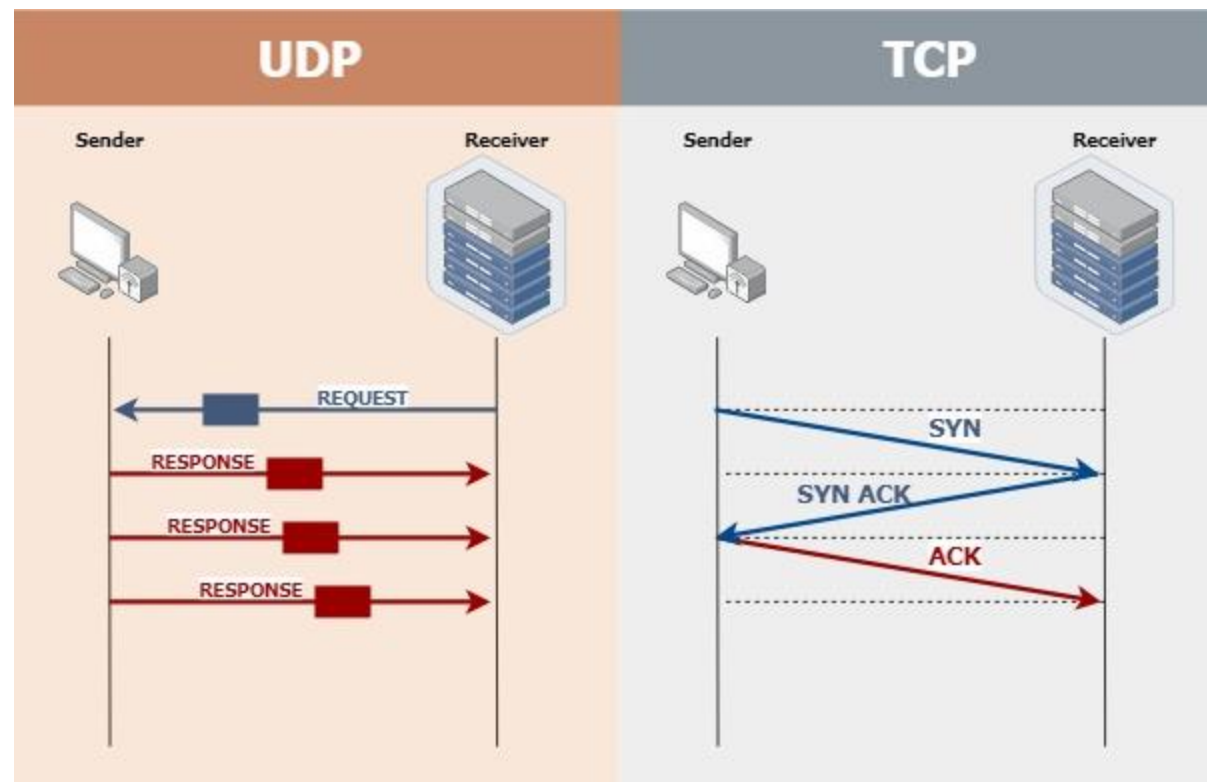 UDP
Sender
Receiver
REQUEST
RESPONSE
RESPONSE
RESPONSE
TCP
Sender
Receiver
SYN
SYN ACK
ACK